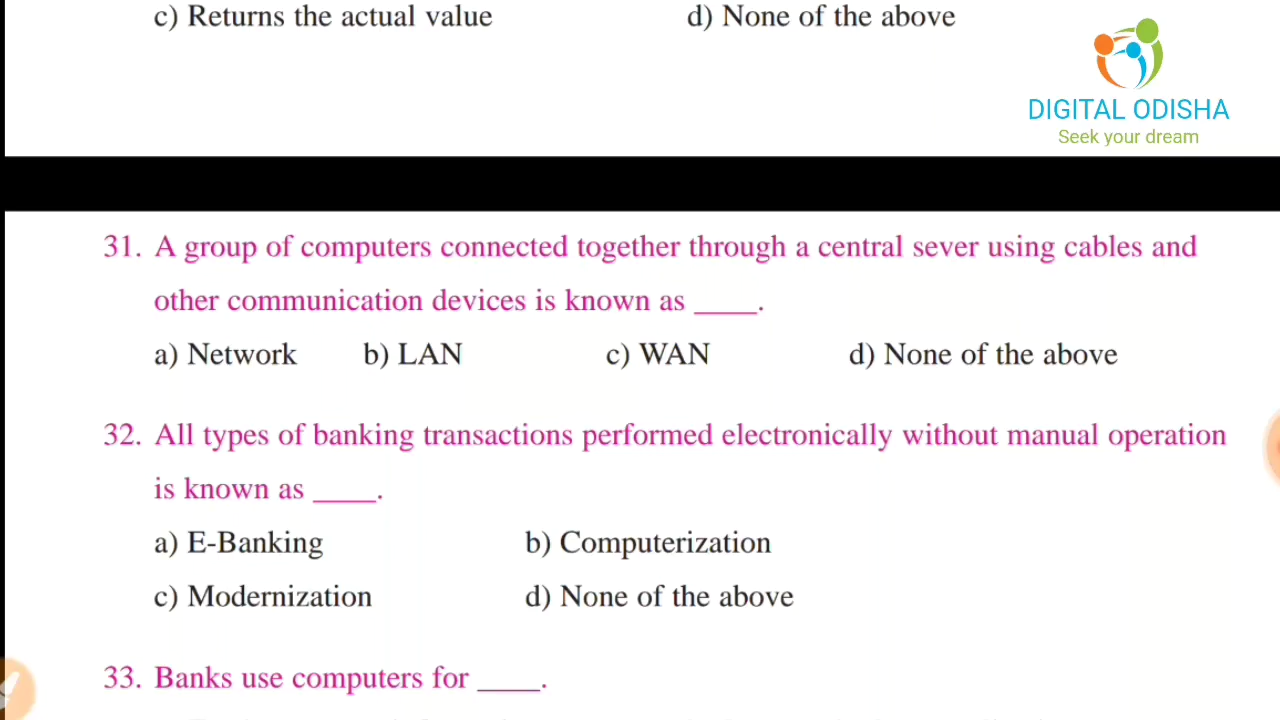 c) Returns the actual value d) None of the above
DIGITAL ODISHA
Seek your dream
31. A group of computers connected together through a central sever using cables and
other communication devices is known as ____.
a) Network b) LAN c) WAN d) None of the above
32. All types of banking transactions performed electronically without manual operation
is known as ____.
a) E-Banking b) Computerization
c) Modernization d) None of the above
33. Banks use computers for ____.